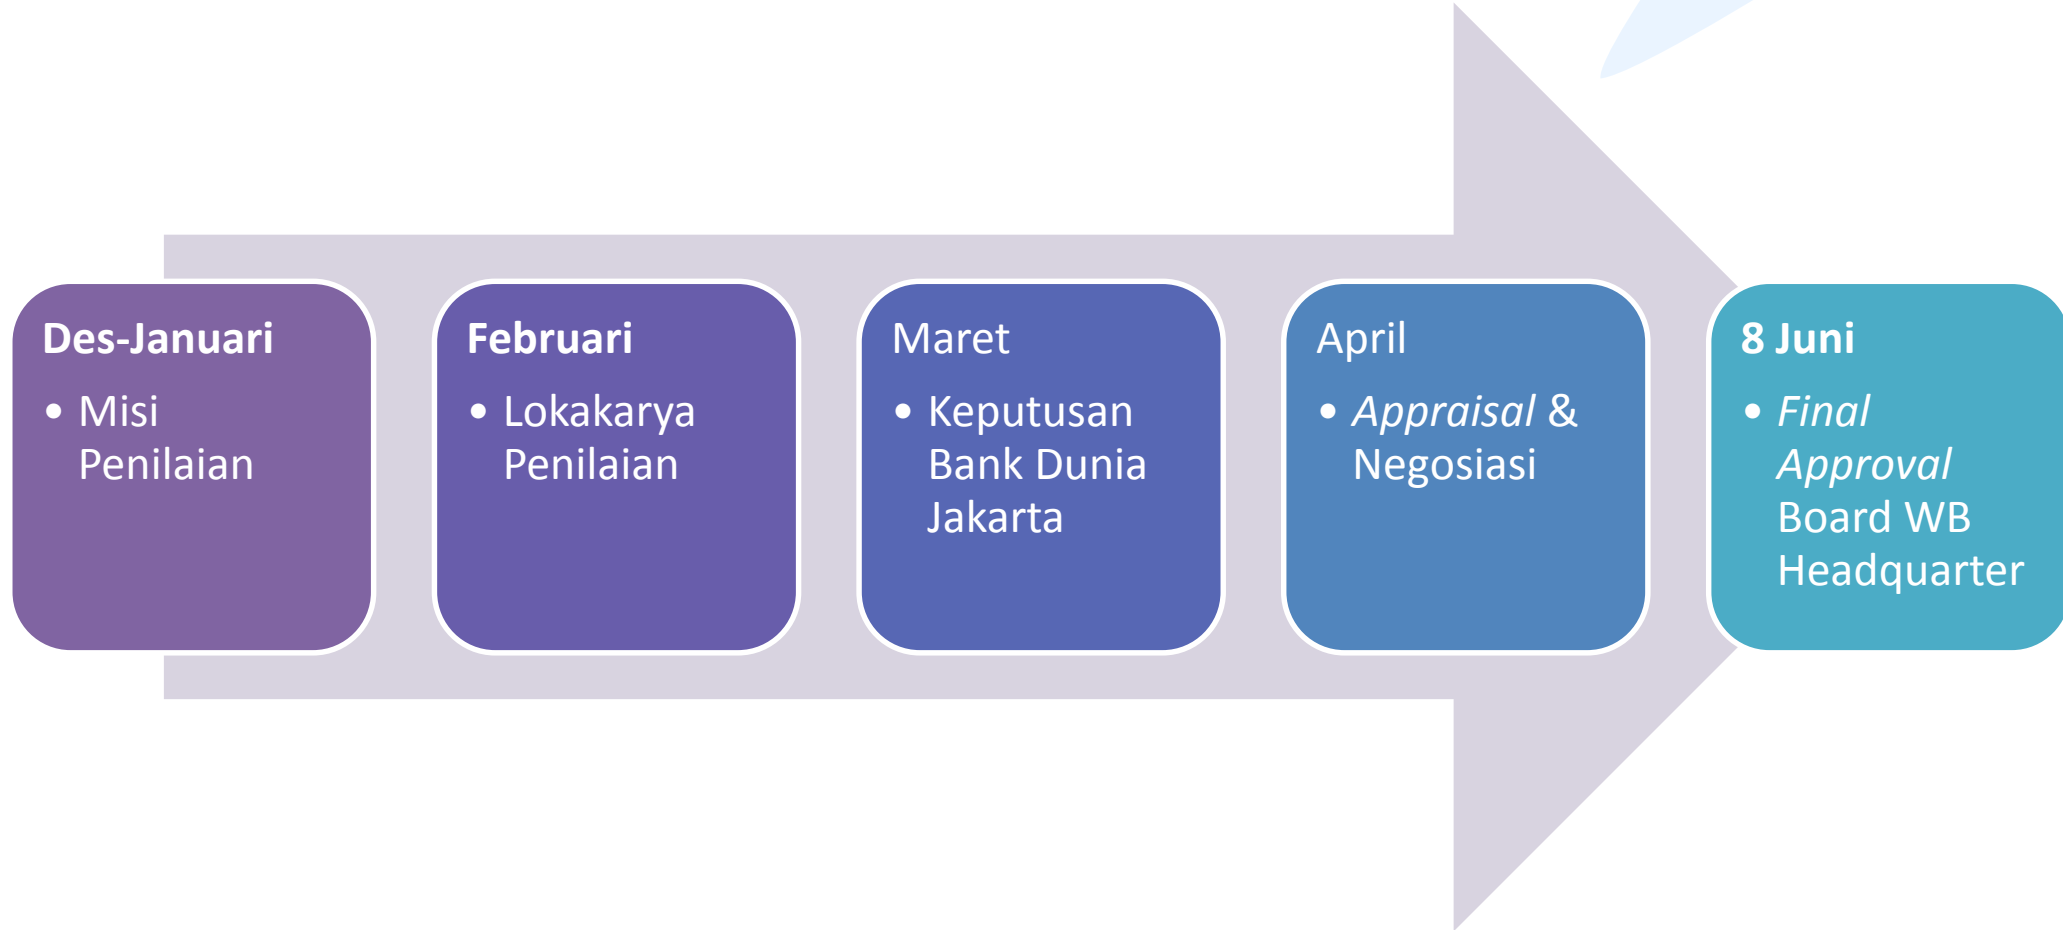 Des-Januari
• Misi
Penilaian
Februari
• Lokakarya
Penilaian
Maret
• Keputusan
Bank Dunia
Jakarta
April
• Appraisal &
Negosiasi
8 Juni
• Final
Approval
Board WB
Headquarter